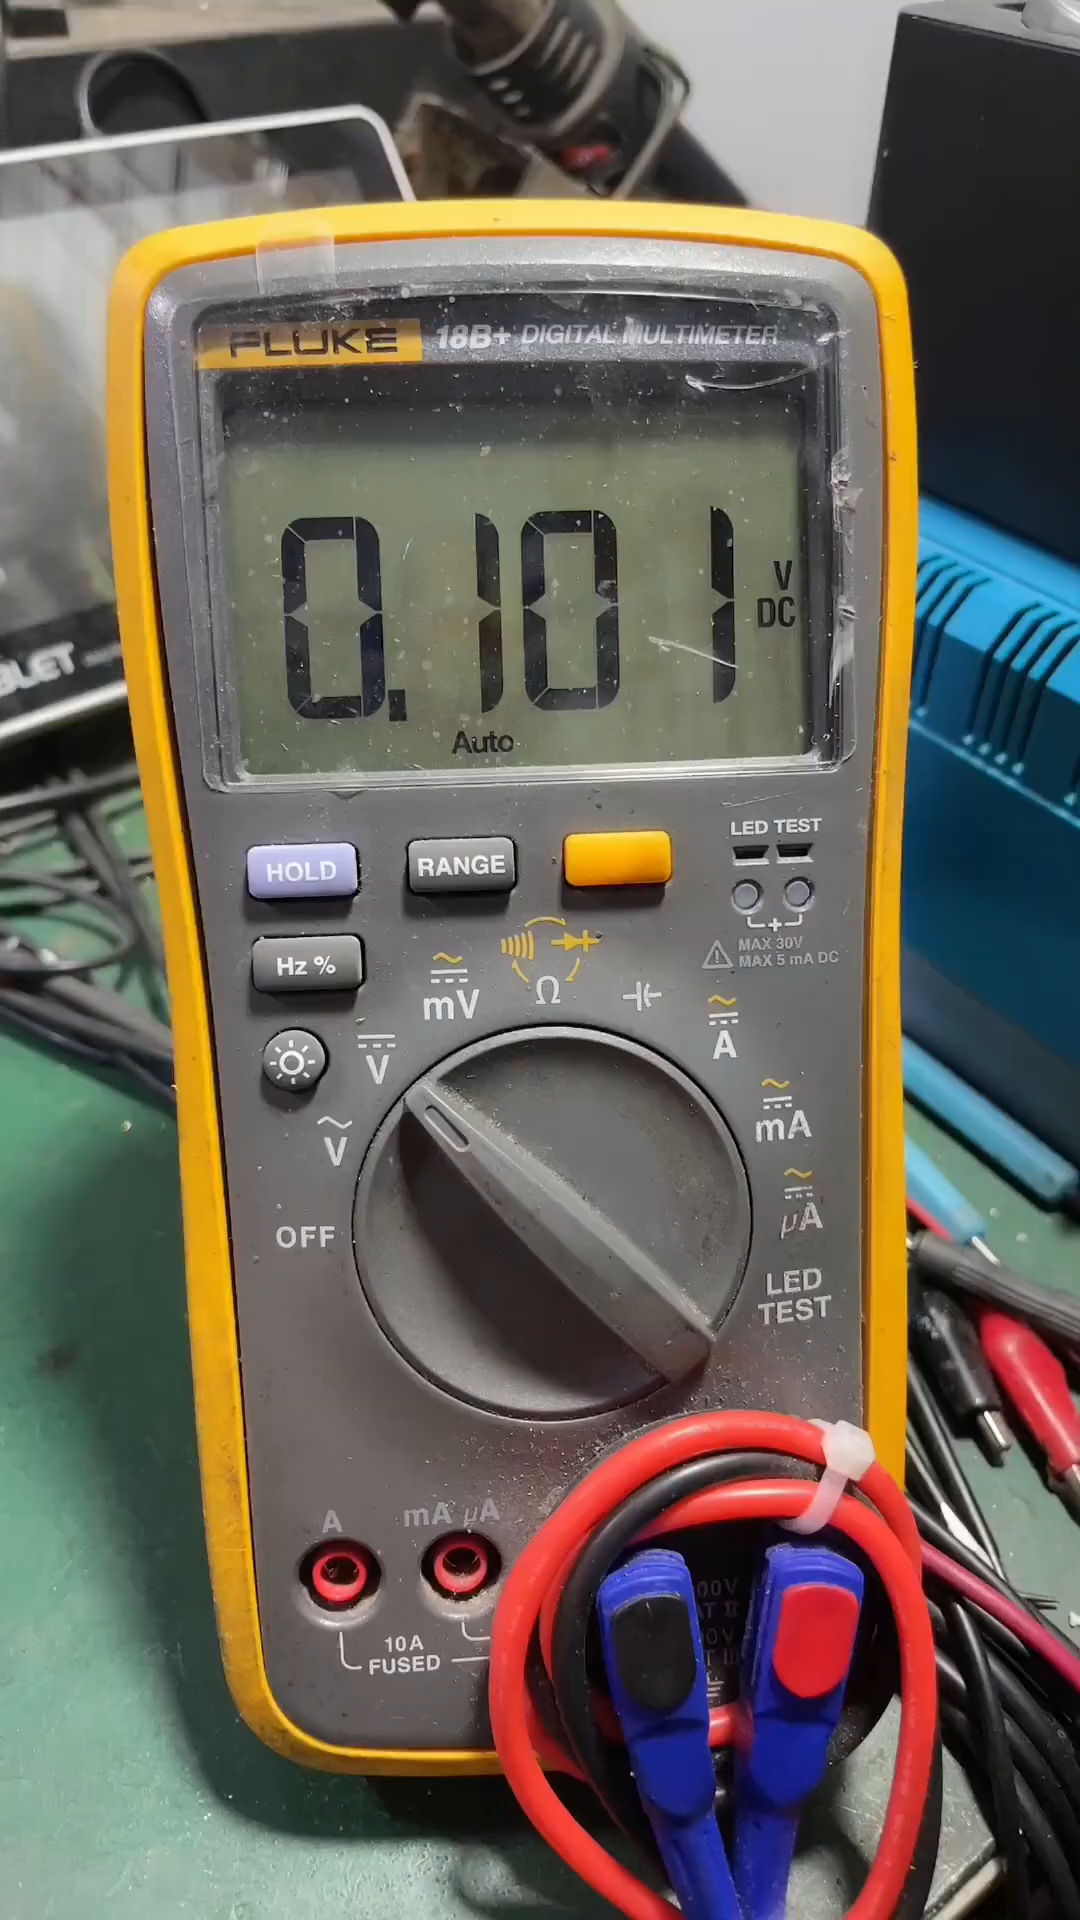 FLUKE 18B+ DIGITAL MULTIMETER
0.101 V DC
Auto
LED TEST
HOLD RANGE
MAX 30V
MAX 5 mA DC
Hz %
mV Ω A
V mA
V µA
OFF
LED TEST
A mA µA
10A FUSED